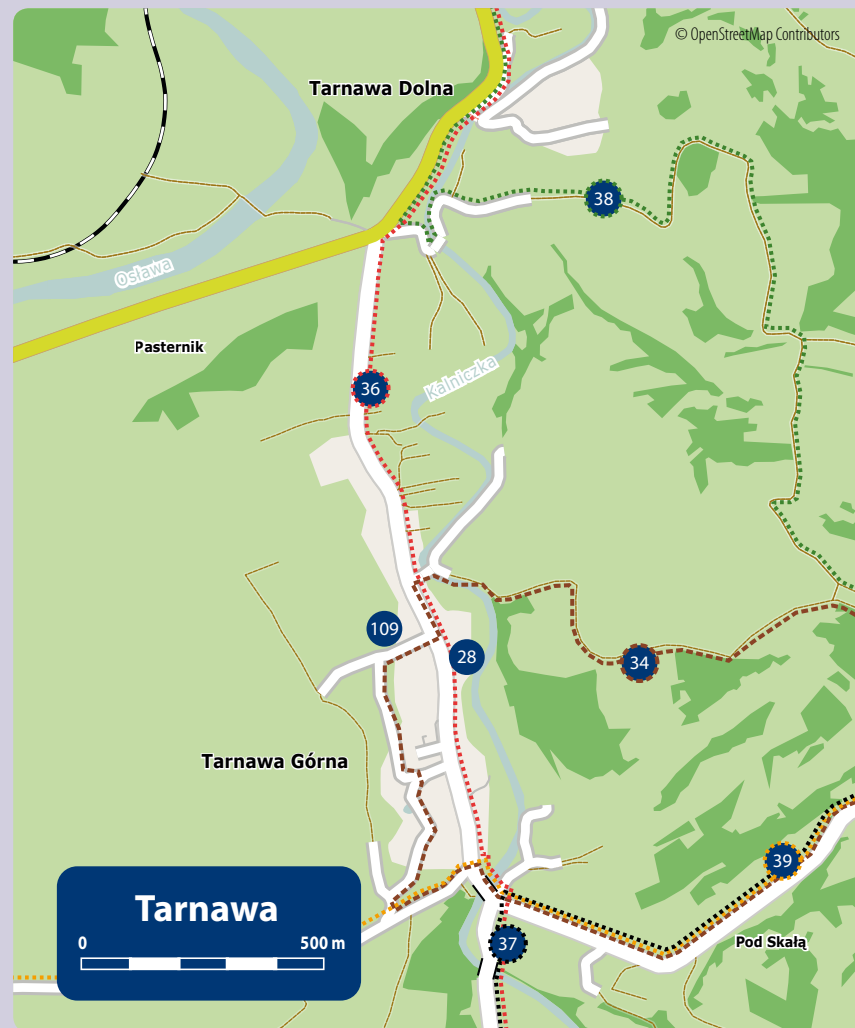 © OpenStreetMap Contributors
Tarnawa Dolna
38
Osława
Pasternik
Kalniczka
36
109
28
34
Tarnawa Górna
39
Tarnawa
0 500 m
37
Pod Skałą